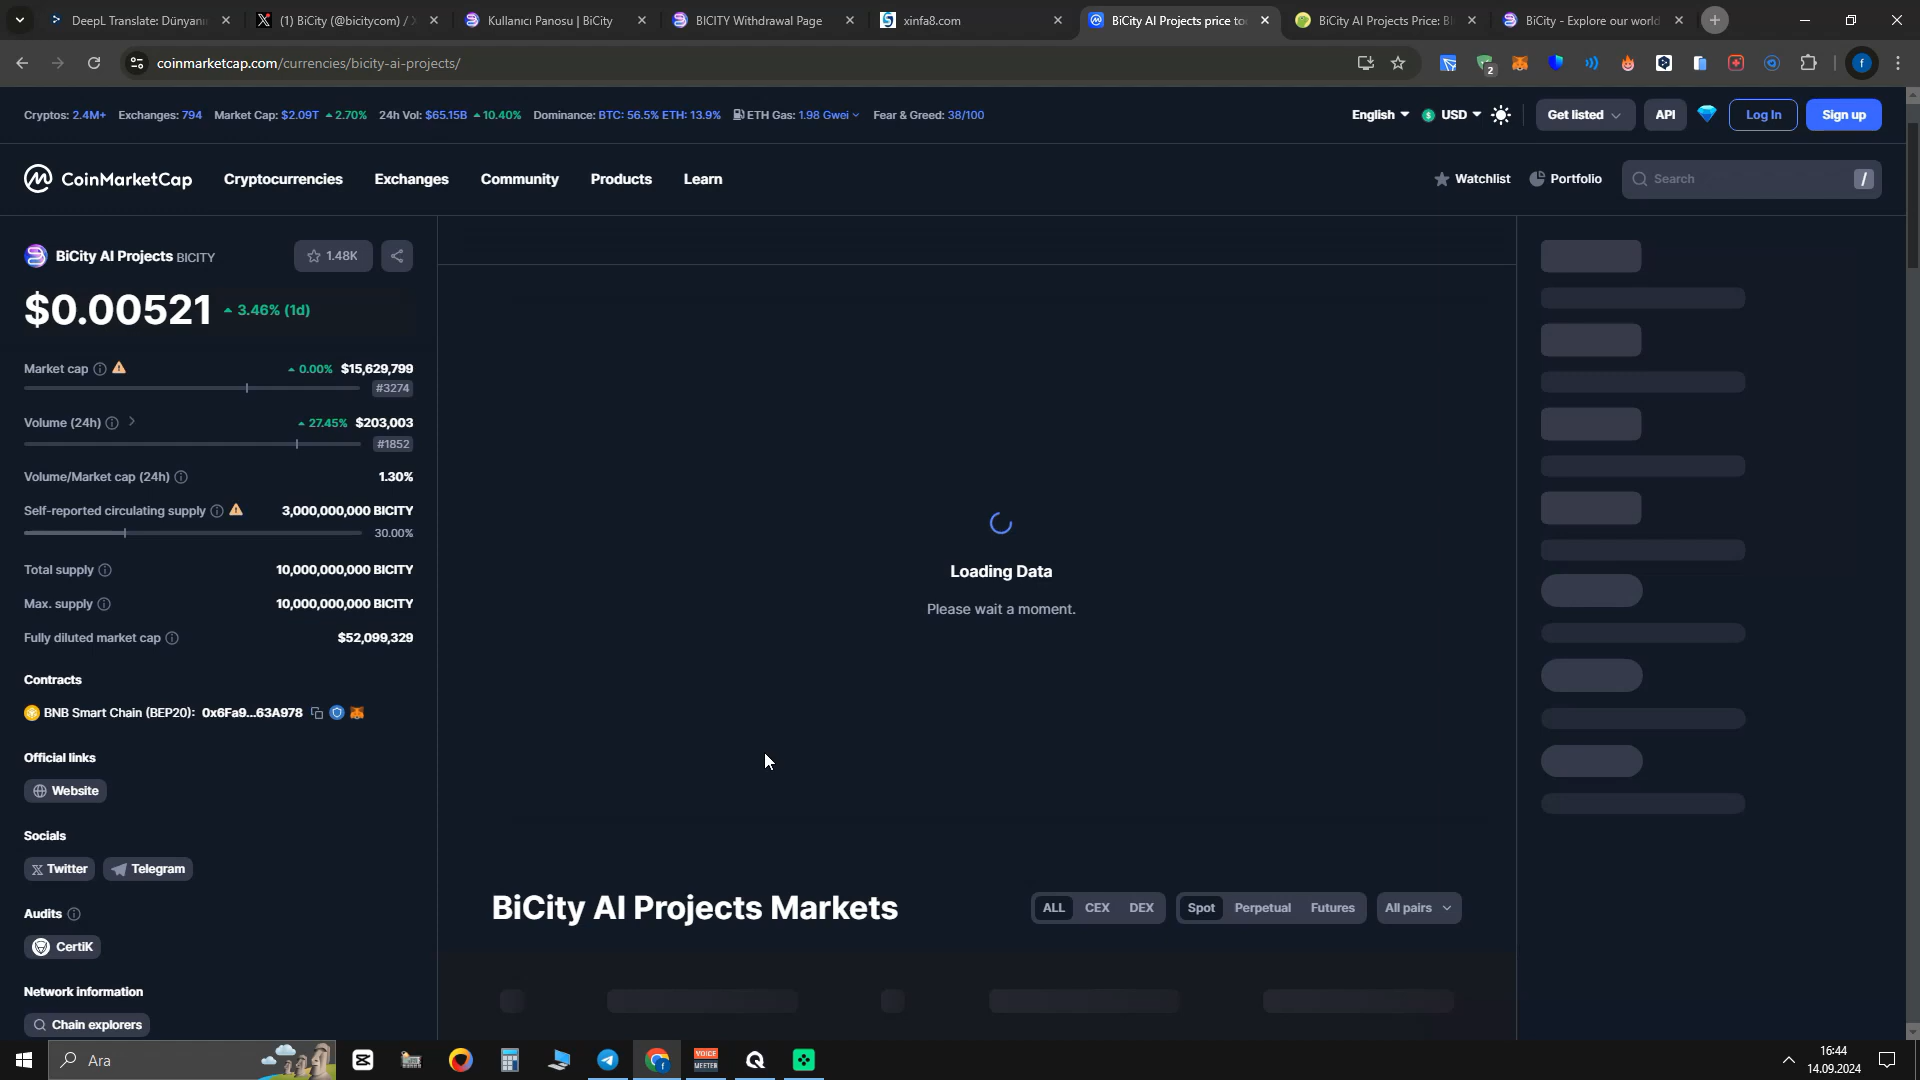 DeepL Translate: Dünyanı
(1) BiCity (@bicitycom) / X
Kullanıcı Panosu | BiCity
BICITY Withdrawal Page
xinfa8.com
BiCity AI Projects price to
BiCity AI Projects Price: B
BiCity - Explore our world
coinmarketcap.com/currencies/bicity-ai-projects/
2
f
Cryptos: 2.4M+ Exchanges: 794 Market Cap: $2.09T 2.70% 24h Vol: $65.15B 10.40% Dominance: BTC: 56.5% ETH: 13.9% ETH Gas: 1.98 Gwei Fear & Greed: 38/100
English USD Get listed API Log In Sign up
CoinMarketCap Cryptocurrencies Exchanges Community Products Learn
Watchlist Portfolio Search /
BiCity AI Projects BICITY 1.48K
$0.00521 3.46% (1d)
Market cap 0.00% $15,629,799
#3274
Volume (24h) 27.45% $203,003
#1852
Volume/Market cap (24h) 1.30%
Self-reported circulating supply 3,000,000,000 BICITY
30.00%
Total supply 10,000,000,000 BICITY
Max. supply 10,000,000,000 BICITY
Fully diluted market cap $52,099,329
Contracts
BNB Smart Chain (BEP20): 0x6Fa9...63A978
Official links
Website
Socials
Twitter Telegram
Audits
CertiK
Network information
Chain explorers
Loading Data
Please wait a moment.
BiCity AI Projects Markets
ALL CEX DEX Spot Perpetual Futures All pairs
Ara
VOICE
MEETER
16:44
14.09.2024